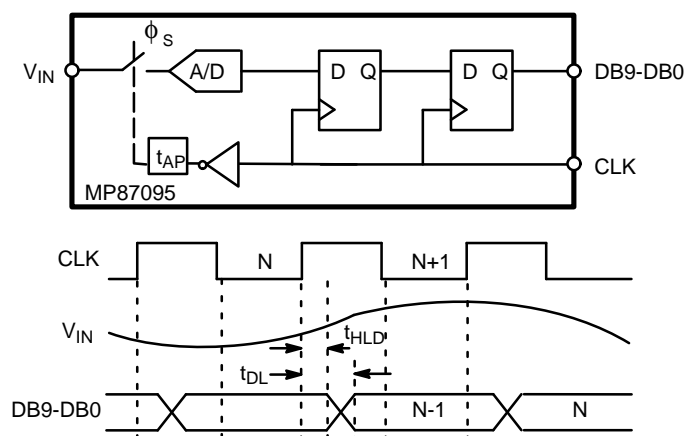 ϕS
VIN
A/D
D Q
D Q
DB9-DB0
tAP
CLK
MP87095
CLK
N
N+1
VIN
tHLD
tDL
DB9-DB0
N-1
N